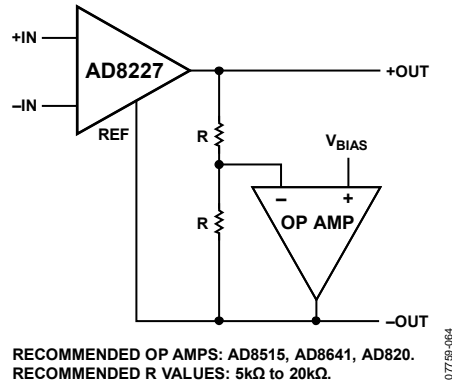 +IN
AD8227
+OUT
–IN
REF
R
VBIAS
– +
R
OP AMP
–OUT
RECOMMENDED OP AMPS: AD8515, AD8641, AD820.
RECOMMENDED R VALUES: 5kΩ to 20kΩ.
07759-064